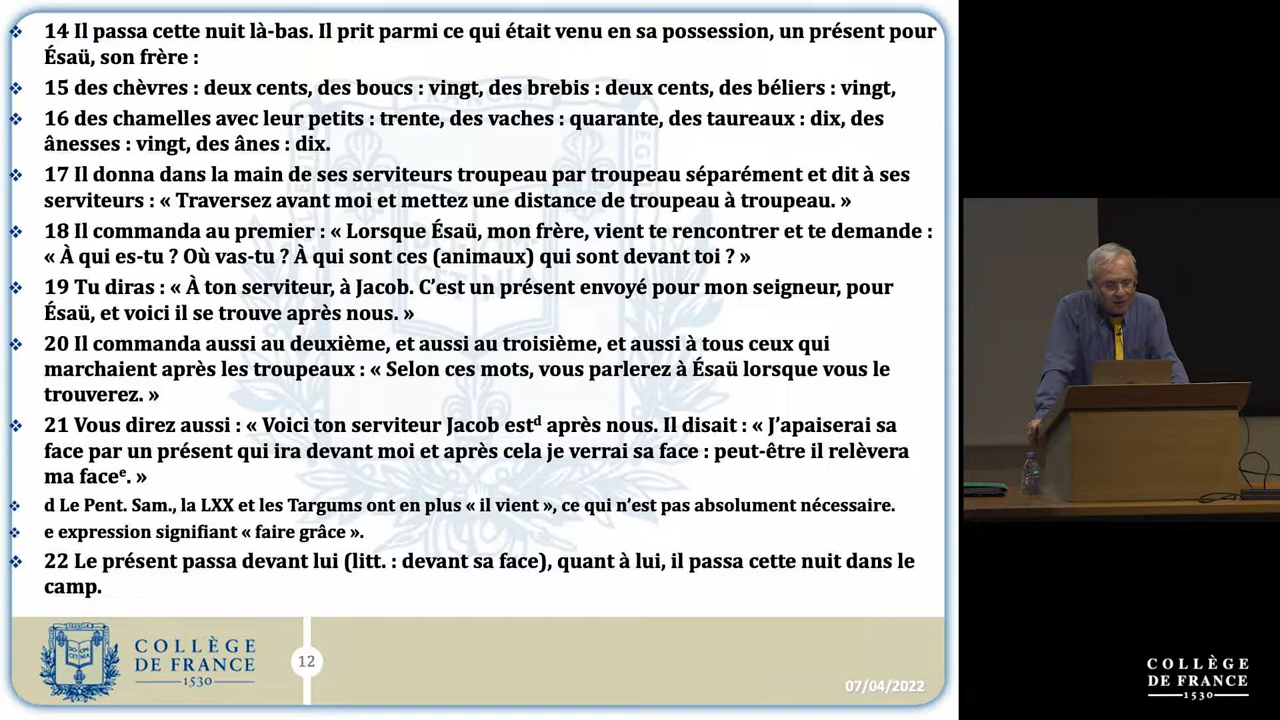 14 Il passa cette nuit là-bas. Il prit parmi ce qui était venu en sa possession, un présent pour
Ésaü, son frère :
15 des chèvres : deux cents, des boucs : vingt, des brebis : deux cents, des béliers : vingt,
16 des chamelles avec leur petits : trente, des vaches : quarante, des taureaux : dix, des
ânesses : vingt, des ânes : dix.
17 Il donna dans la main de ses serviteurs troupeau par troupeau séparément et dit à ses
serviteurs : « Traversez avant moi et mettez une distance de troupeau à troupeau. »
18 Il commanda au premier : « Lorsque Ésaü, mon frère, vient te rencontrer et te demande :
« À qui es-tu ? Où vas-tu ? À qui sont ces (animaux) qui sont devant toi ? »
19 Tu diras : « À ton serviteur, à Jacob. C’est un présent envoyé pour mon seigneur, pour
Ésaü, et voici il se trouve après nous. »
20 Il commanda aussi au deuxième, et aussi au troisième, et aussi à tous ceux qui
marchaient après les troupeaux : « Selon ces mots, vous parlerez à Ésaü lorsque vous le
trouverez. »
21 Vous direz aussi : « Voici ton serviteur Jacob estᵈ après nous. Il disait : « J’apaiserai sa
face par un présent qui ira devant moi et après cela je verrai sa face : peut-être il relèvera
ma faceᵉ. »
d Le Pent. Sam., la LXX et les Targums ont en plus « il vient », ce qui n’est pas absolument nécessaire.
e expression signifiant « faire grâce ».
22 Le présent passa devant lui (litt. : devant sa face), quant à lui, il passa cette nuit dans le
camp.
COLLÈGE
DE FRANCE
1530
12
07/04/2022
COLLÈGE
DE FRANCE
1530